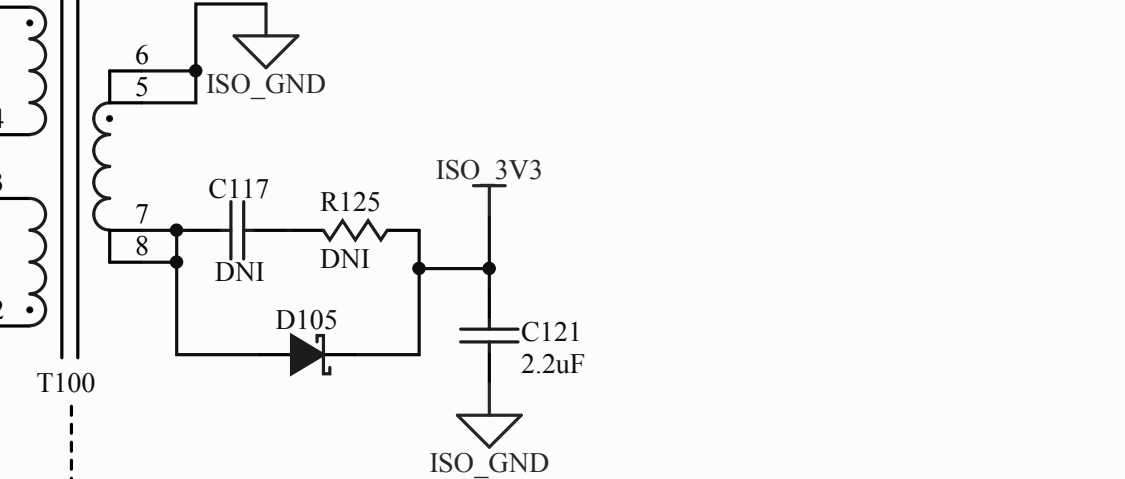 6
ISO_GND
5
4
ISO_3V3
3
C117
R125
7
8
DNI
DNI
2
D105
C121
2.2uF
T100
ISO_GND